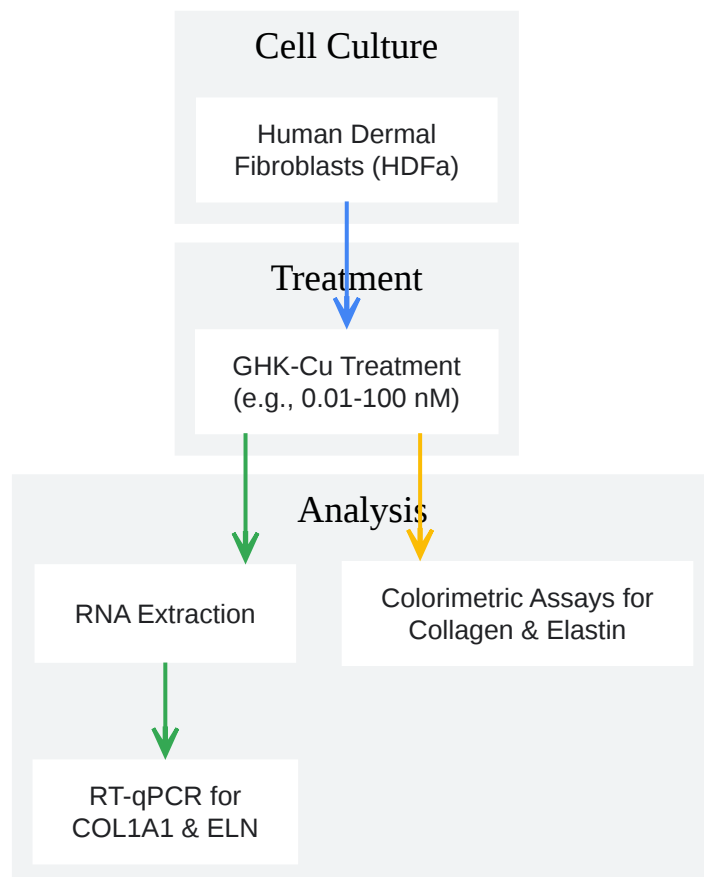 Cell Culture
Human Dermal
Fibroblasts (HDFa)
Treatment
GHK-Cu Treatment
(e.g., 0.01-100 nM)
Analysis
RNA Extraction
Colorimetric Assays for
Collagen & Elastin
RT-qPCR for
COL1A1 & ELN